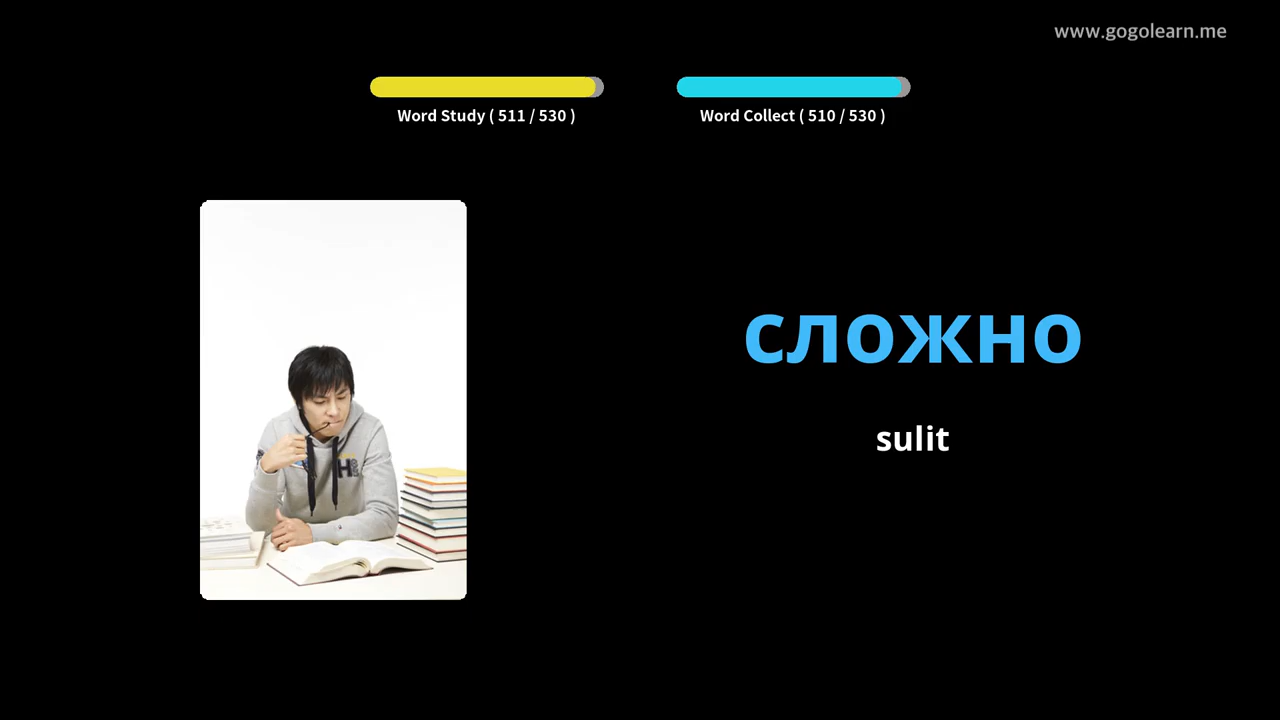 www.gogolearn.me
Word Study ( 511 / 530 )
Word Collect ( 510 / 530 )
сложно
sulit
H